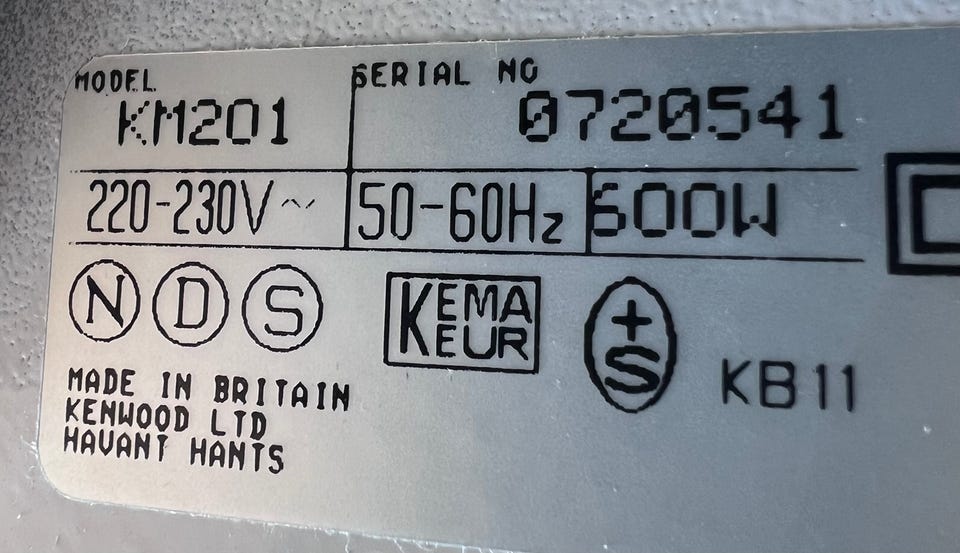 MODEL SERIAL NO
KM201 0720541
220-230V~ 50-60Hz 600W
N D S KEMA
KEUR +S KB11
MADE IN BRITAIN
KENWOOD LTD
HAVANT HANTS